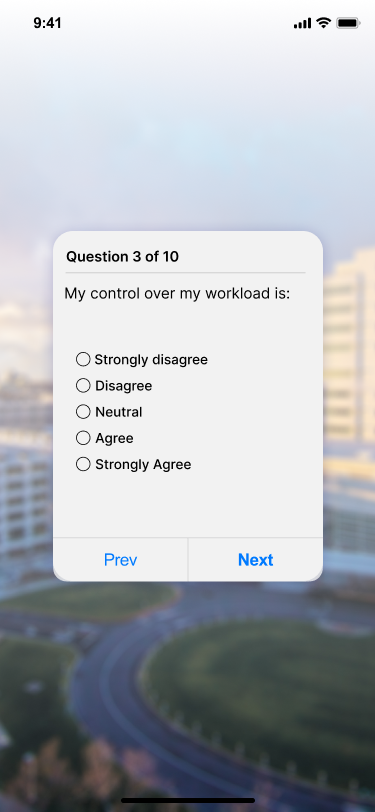 9:41
Question 3 of 10
My control over my workload is:
Strongly disagree
Disagree
Neutral
Agree
Strongly Agree
Prev
Next